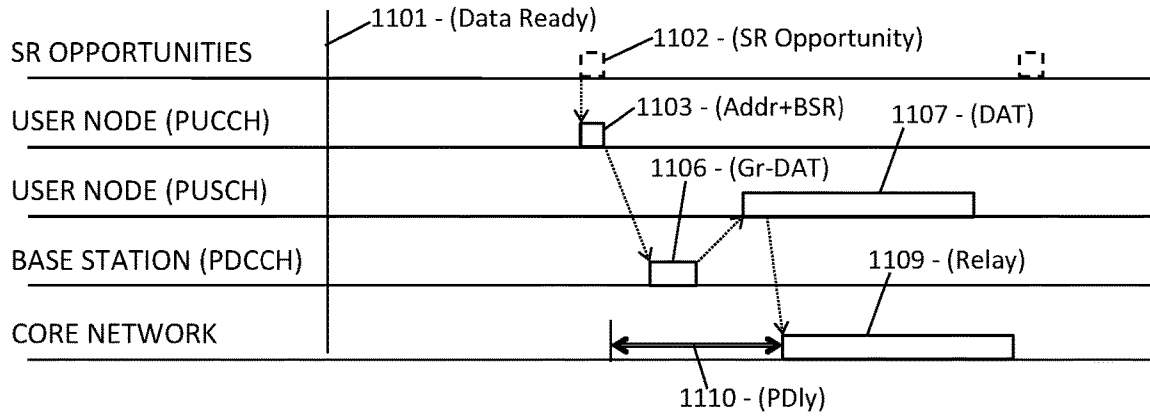 1101 - (Data Ready)
SR OPPORTUNITIES
1102 - (SR Opportunity)
USER NODE (PUCCH)
1103 - (Addr+BSR)
1107 - (DAT)
USER NODE (PUSCH)
1106 - (Gr-DAT)
BASE STATION (PDCCH)
1109 - (Relay)
CORE NETWORK
1110 - (PDly)